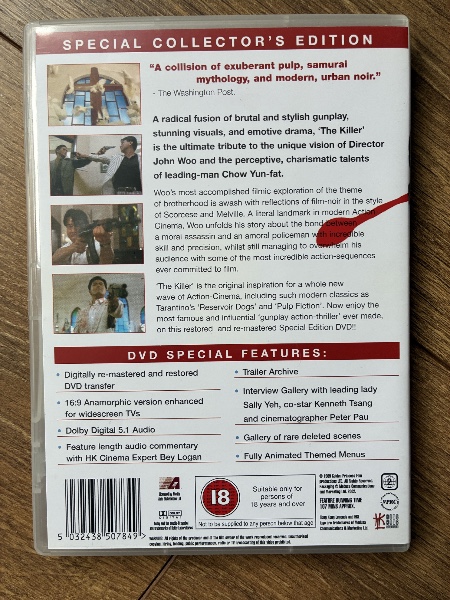 SPECIAL COLLECTOR'S EDITION
"A collision of exuberant pulp, samurai
mythology, and modern, urban noir."
- The Washington Post.
A radical fusion of brutal and stylish gunplay,
stunning visuals, and emotive drama, 'The Killer'
is the ultimate tribute to the unique vision of Director
John Woo and the perceptive, charismatic talents
of leading-man Chow Yun-fat.
Woo's most accomplished filmic exploration of the theme
of brotherhood is awash with reflections of film-noir in the style
of Scorcese and Melville. A literal landmark in modern Action
Cinema, Woo unfolds his story about the bond between
a moral assassin and an amoral policeman with incredible
skill and precision, whilst still managing to overwhelm his
audience with some of the most incredible action-sequences
ever committed to film.
'The Killer' is the original inspiration for a whole new
wave of Action-Cinema, including such modern classics as
Tarantino's 'Reservoir Dogs' and 'Pulp Fiction'. Now enjoy the
most famous and influential 'gunplay action-thriller' ever made,
on this restored and re-mastered Special Edition DVD!!
DVD SPECIAL FEATURES:
• Digitally re-mastered and restored
DVD transfer
• 16:9 Anamorphic version enhanced
for widescreen TVs
• Dolby Digital 5.1 Audio
• Feature length audio commentary
with HK Cinema Expert Bey Logan
• Trailer Archive
• Interview Gallery with leading lady
Sally Yeh, co-star Kenneth Tsang
and cinematographer Peter Pau
• Gallery of rare deleted scenes
• Fully Animated Themed Menus
5 032438 507849 >
18
Suitable only for
persons of
18 years and over
Not to be supplied to any person below that age
FEATURE RUNNING TIME
107 MINS APPROX.